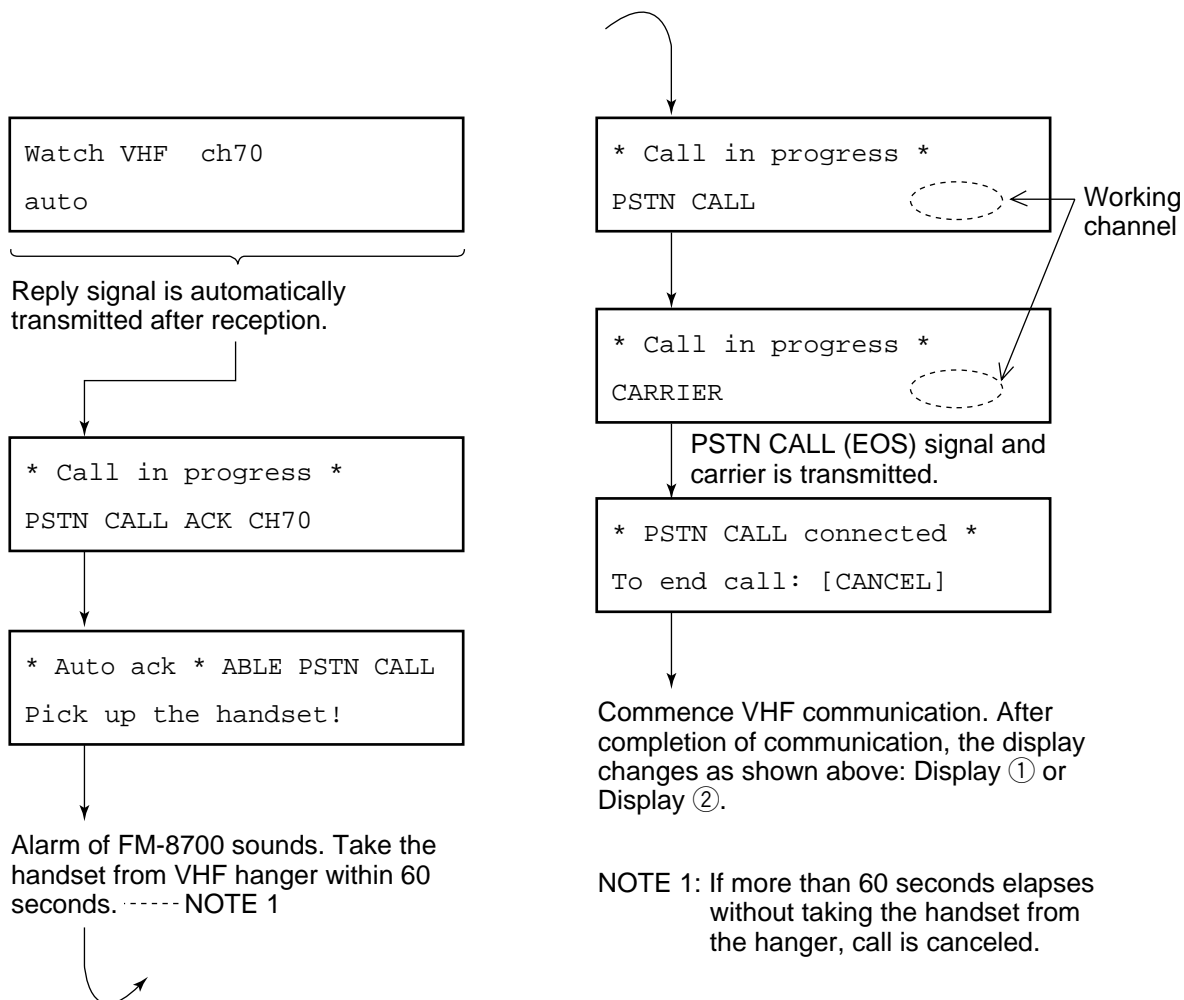 Watch VHF  ch70
auto
Reply signal is automatically
transmitted after reception.
* Call in progress *
PSTN CALL ACK CH70
* Auto ack * ABLE PSTN CALL
Pick up the handset!
Alarm of FM-8700 sounds. Take the
handset from VHF hanger within 60
seconds. ------ NOTE 1
* Call in progress *
PSTN CALL
Working
channel
* Call in progress *
CARRIER
PSTN CALL (EOS) signal and
carrier is transmitted.
* PSTN CALL connected *
To end call: [CANCEL]
Commence VHF communication. After
completion of communication, the display
changes as shown above: Display ① or
Display ②.
NOTE 1: If more than 60 seconds elapses
without taking the handset from
the hanger, call is canceled.